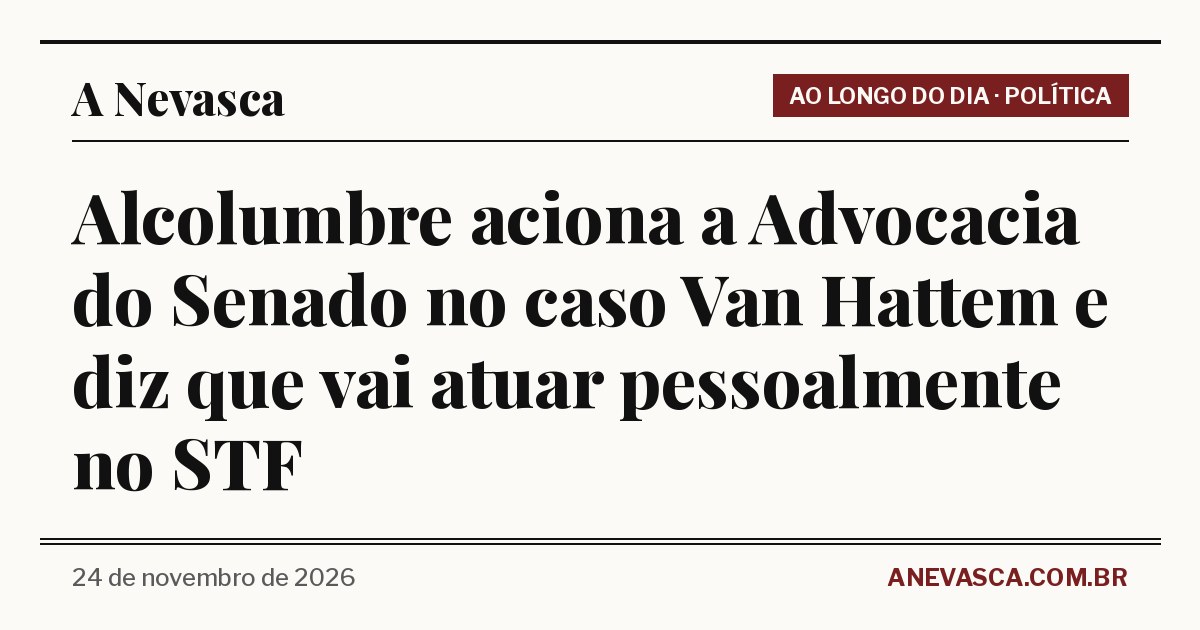 A Nevasca
AO LONGO DO DIA · POLÍTICA
Alcolumbre aciona a Advocacia
do Senado no caso Van Hattem e
diz que vai atuar pessoalmente
no STF
24 de novembro de 2026
ANEVASCA.COM.BR